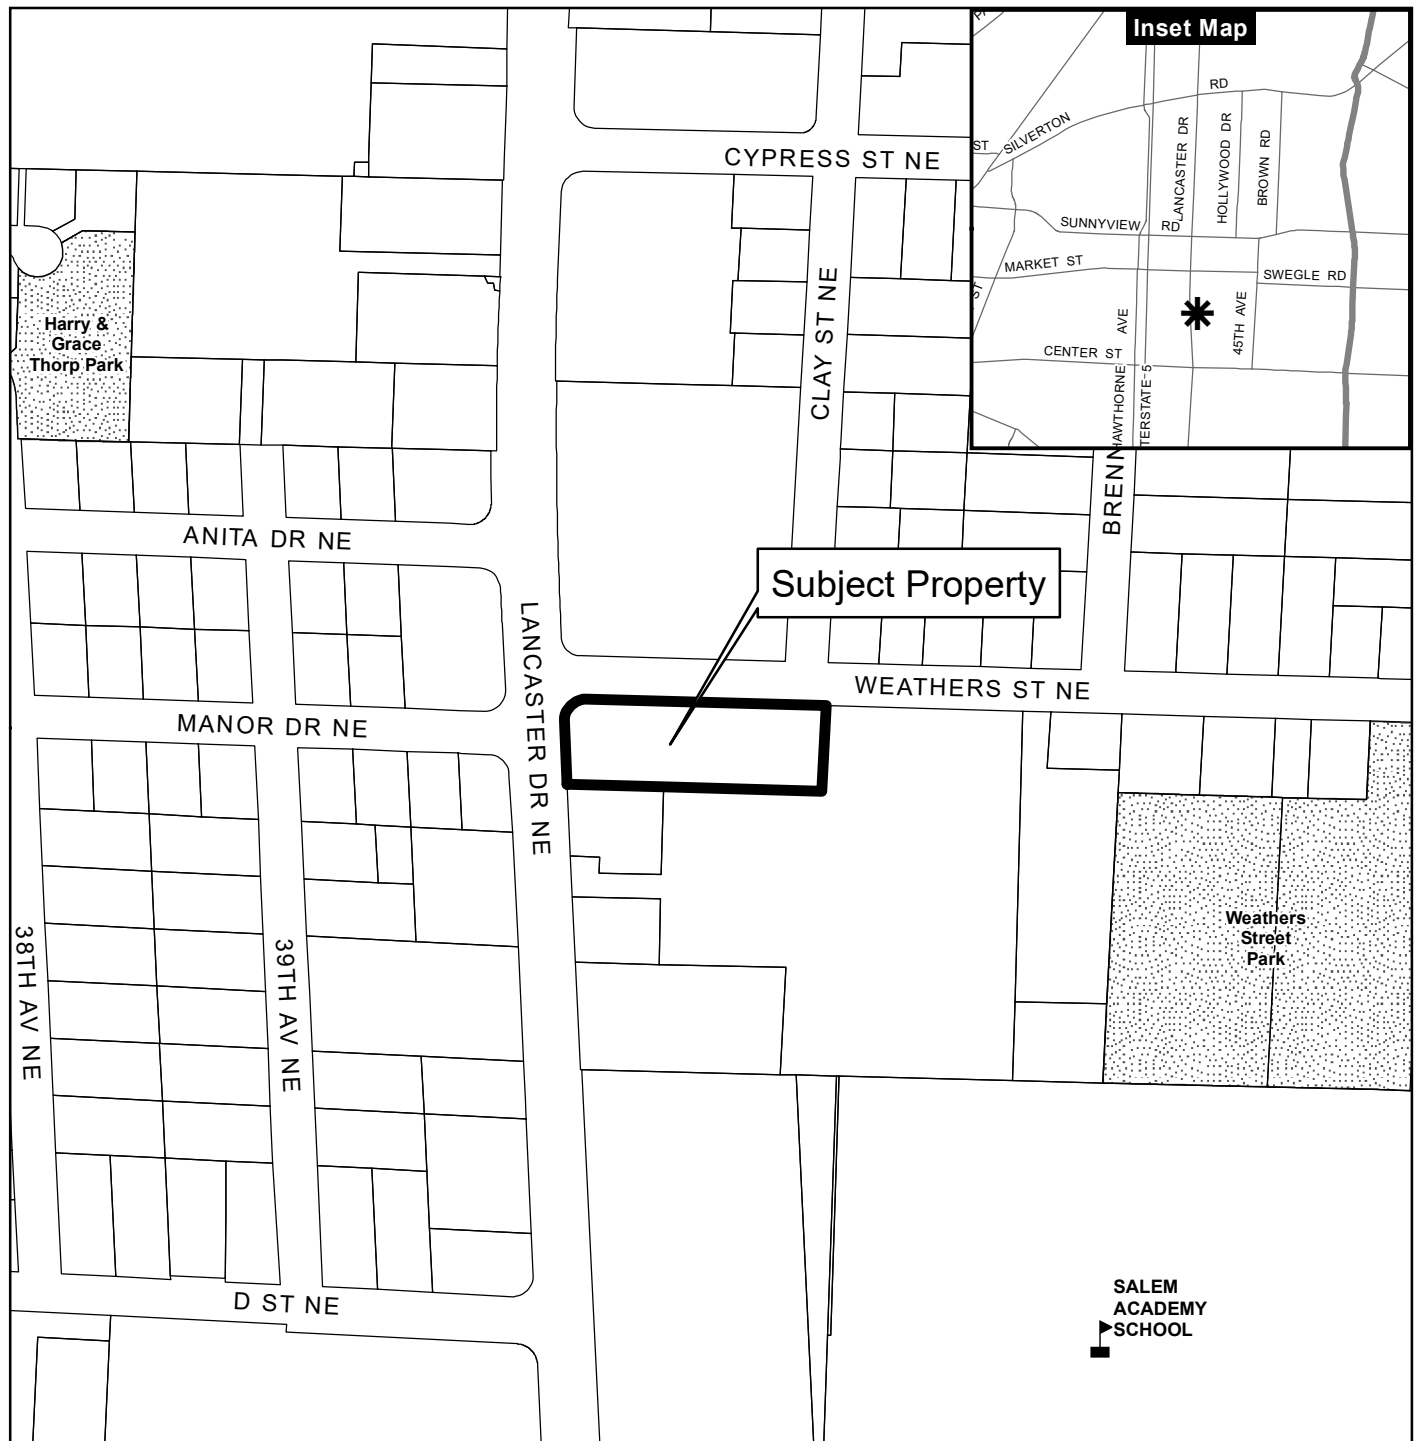 Inset Map
RD
SILVERTON
ST
LANCASTER DR
HOLLYWOOD DR
BROWN RD
SUNNYVIEW RD
MARKET ST
SWEGLE RD
ST
45TH AVE
CENTER ST
HAWTHORNE AVE
TERSTATE-5
CYPRESS ST NE
CLAY ST NE
Harry &
Grace
Thorp Park
BRENN
ANITA DR NE
Subject Property
LANCASTER DR NE
WEATHERS ST NE
MANOR DR NE
Weathers
Street
Park
38TH AV NE
39TH AV NE
D ST NE
SALEM
ACADEMY
SCHOOL